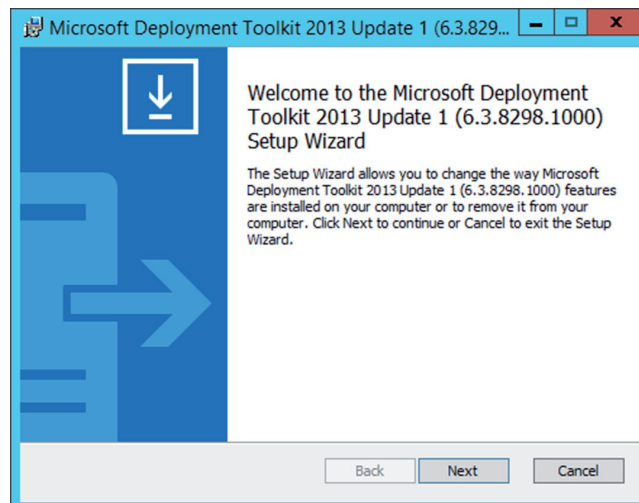 Microsoft Deployment Toolkit 2013 Update 1 (6.3.829...
Welcome to the Microsoft Deployment
Toolkit 2013 Update 1 (6.3.8298.1000)
Setup Wizard
The Setup Wizard allows you to change the way Microsoft
Deployment Toolkit 2013 Update 1 (6.3.8298.1000) features
are installed on your computer or to remove it from your
computer. Click Next to continue or Cancel to exit the Setup
Wizard.
Back Next Cancel